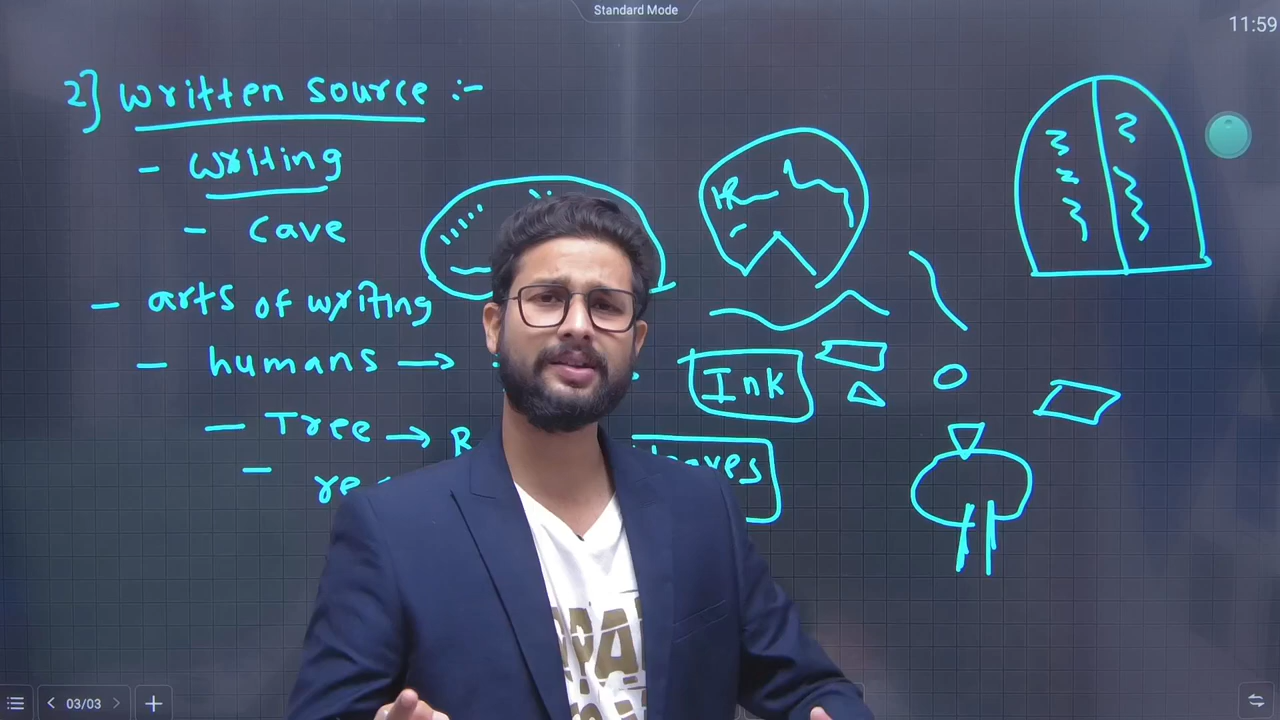 Standard Mode
11:59
2] Written source :-
- writing
- Cave
- arts of writing
- humans →
Ink
- Tree →
-
03/03